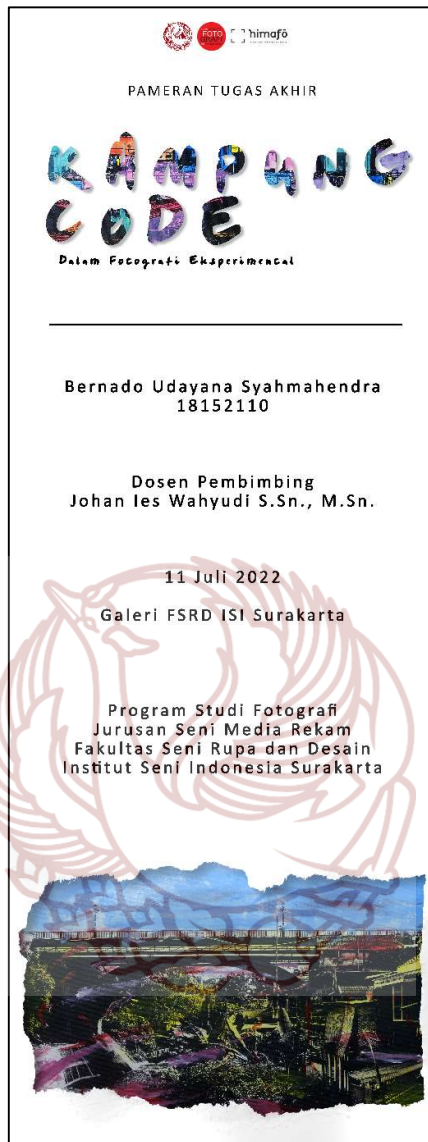 FOTO
himafō
PAMERAN TUGAS AKHIR
KAMPUNG
CODE
Dalam Fotografi Eksperimental
Bernado Udayana Syahmahendra
18152110
Dosen Pembimbing
Johan Ies Wahyudi S.Sn., M.Sn.
11 Juli 2022
Galeri FSRD ISI Surakarta
Program Studi Fotografi
Jurusan Seni Media Rekam
Fakultas Seni Rupa dan Desain
Institut Seni Indonesia Surakarta